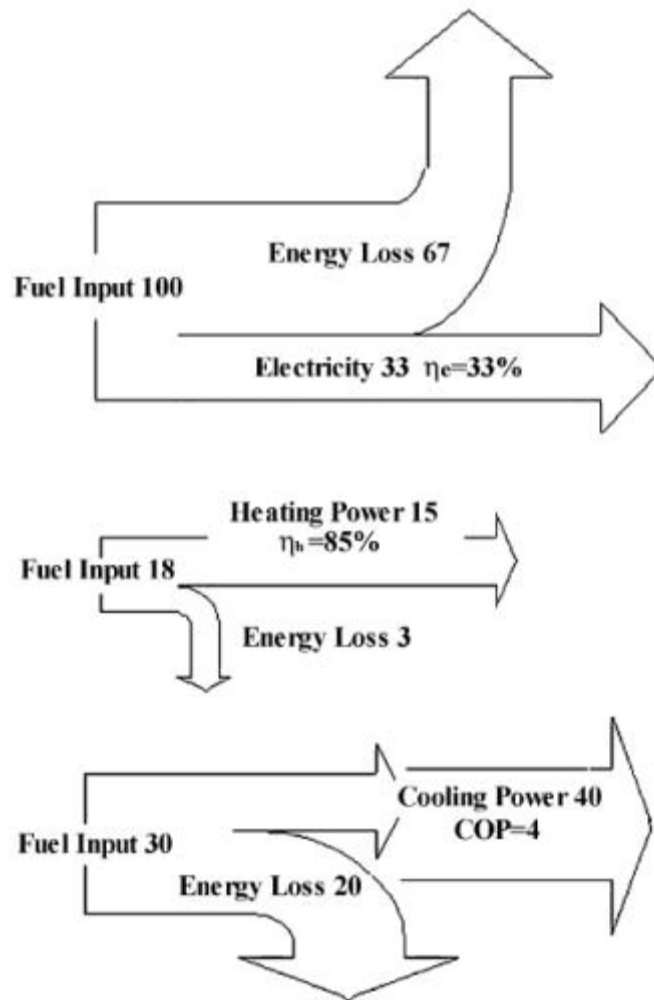 Energy Loss 67
Fuel Input 100
Electricity 33 ηe=33%
Heating Power 15
ηh=85%
Fuel Input 18
Energy Loss 3
Cooling Power 40
COP=4
Fuel Input 30
Energy Loss 20